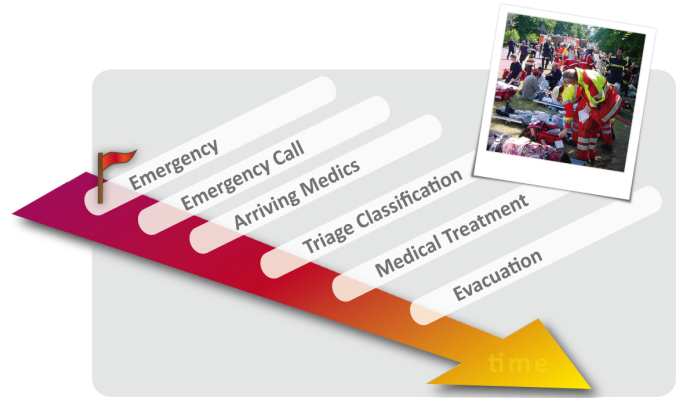 Emergency
Emergency Call
Arriving Medics
Triage Classification
Medical Treatment
Evacuation
time